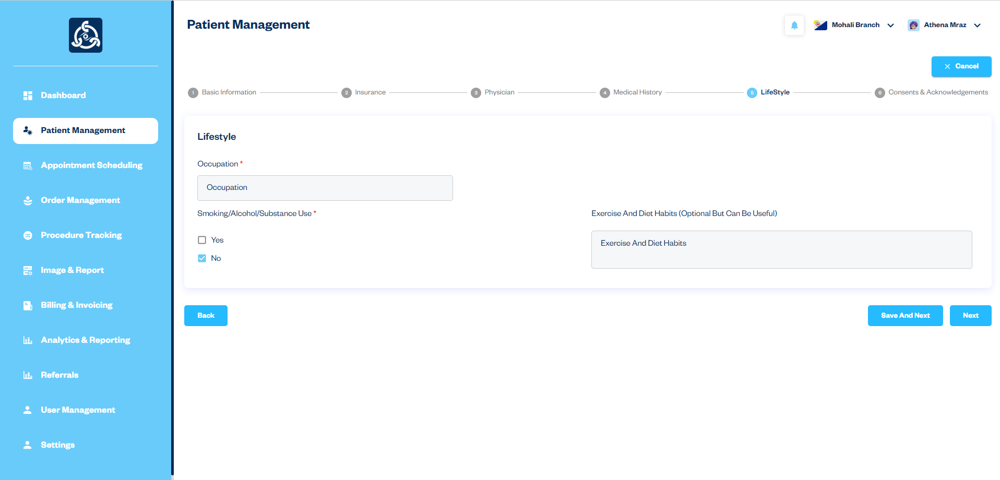 Patient Management
Mohali Branch
Athena Mraz
Cancel
1 Basic Information
2 Insurance
3 Physician
4 Medical History
5 LifeStyle
6 Consents & Acknowledgements
Dashboard
Patient Management
Appointment Scheduling
Order Management
Procedure Tracking
Image & Report
Billing & Invoicing
Analytics & Reporting
Referrals
User Management
Settings
Lifestyle
Occupation *
Occupation
Smoking/Alcohol/Substance Use *
Yes
No
Exercise And Diet Habits (Optional But Can Be Useful)
Exercise And Diet Habits
Back
Save And Next
Next